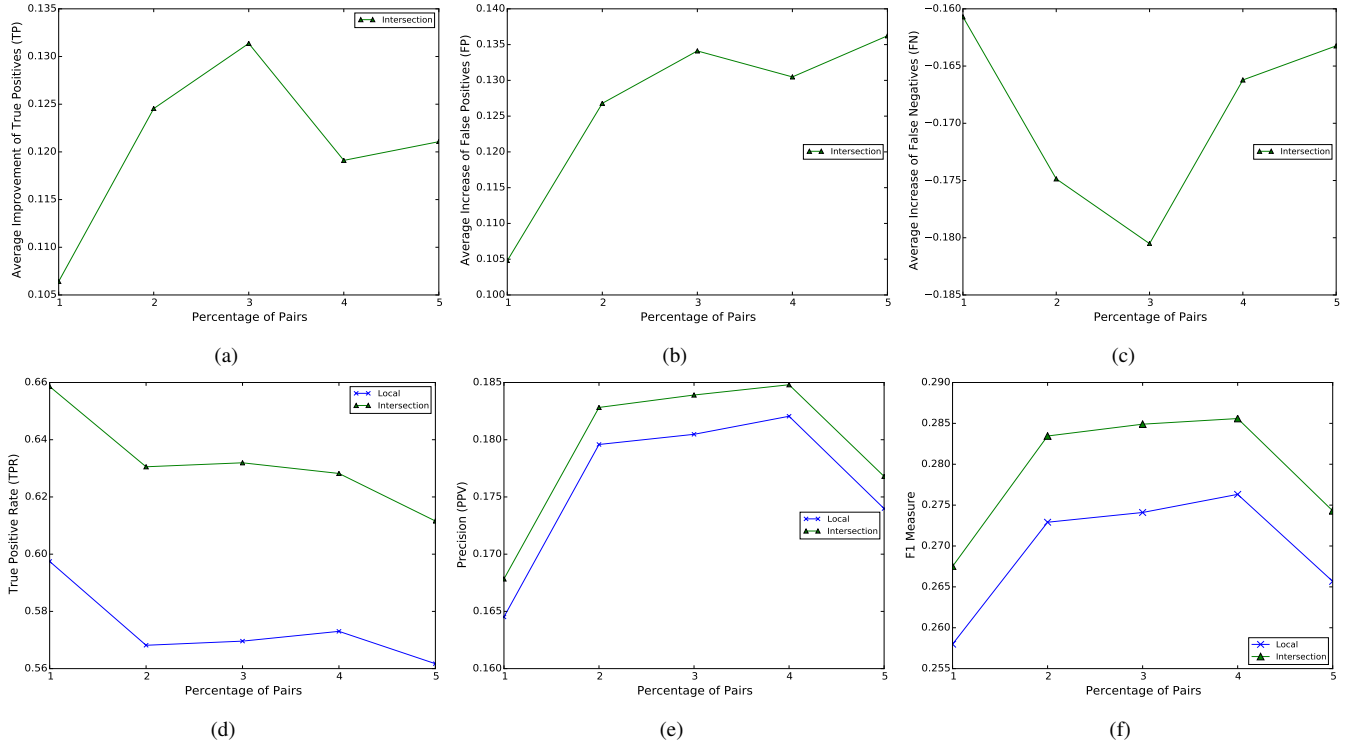 Average Improvement of True Positives (TP)
0.135
0.130
0.125
0.120
0.115
0.110
0.105
1 2 3 4 5
Percentage of Pairs
Intersection
(a)
Average Increase of False Positives (FP)
0.140
0.135
0.130
0.125
0.120
0.115
0.110
0.105
0.100
1 2 3 4 5
Percentage of Pairs
Intersection
(b)
Average Increase of False Negatives (FN)
−0.160
−0.165
−0.170
−0.175
−0.180
−0.185
1 2 3 4 5
Percentage of Pairs
Intersection
(c)
True Positive Rate (TPR)
0.66
0.64
0.62
0.60
0.58
0.56
1 2 3 4 5
Percentage of Pairs
Local
Intersection
(d)
Precision (PPV)
0.185
0.180
0.175
0.170
0.165
0.160
1 2 3 4 5
Percentage of Pairs
Local
Intersection
(e)
F1 Measure
0.290
0.285
0.280
0.275
0.270
0.265
0.260
0.255
1 2 3 4 5
Percentage of Pairs
Local
Intersection
(f)